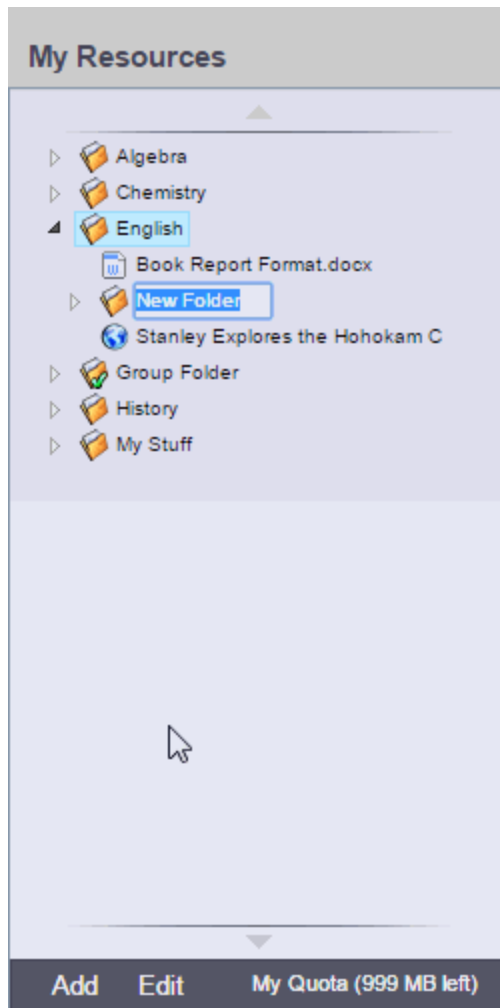 My Resources
Algebra
Chemistry
English
Book Report Format.docx
New Folder
Stanley Explores the Hohokam C
Group Folder
History
My Stuff
Add Edit My Quota (999 MB left)